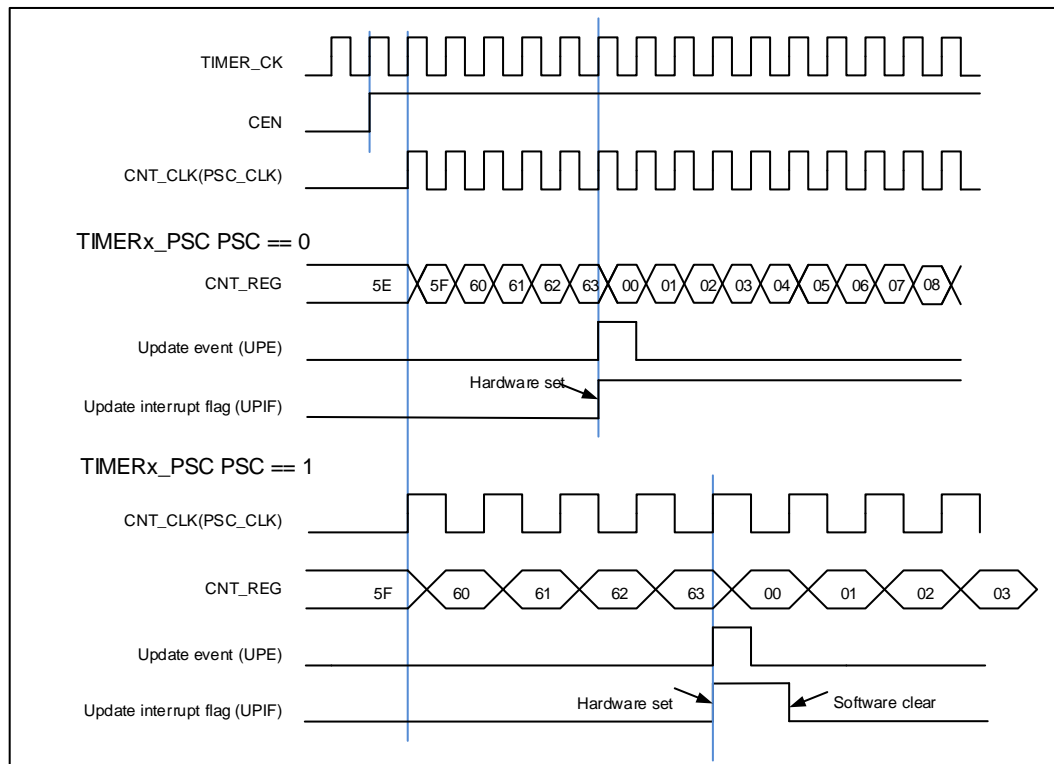 TIMER_CK
CEN
CNT_CLK(PSC_CLK)
TIMERx_PSC PSC == 0
CNT_REG 5E 5F 60 61 62 63 00 01 02 03 04 05 06 07 08
Update event (UPE)
Hardware set
Update interrupt flag (UPIF)
TIMERx_PSC PSC == 1
CNT_CLK(PSC_CLK)
CNT_REG 5F 60 61 62 63 00 01 02 03
Update event (UPE)
Hardware set Software clear
Update interrupt flag (UPIF)